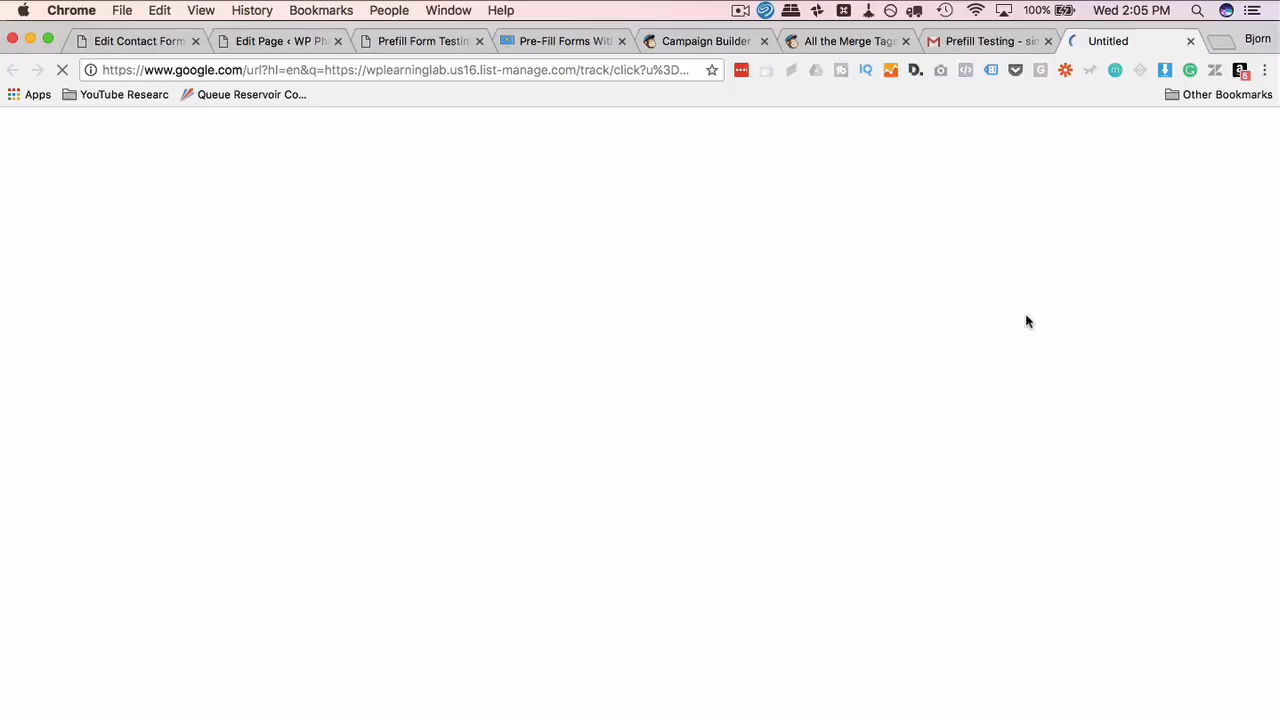 Chrome File Edit View History Bookmarks People Window Help 100% Wed 2:05 PM
Edit Contact Form Edit Page ‹ WP Ph Prefill Form Testin Pre-Fill Forms Wit Campaign Buil All the Merge Tag Prefill Testing - sin Untitled Bjorn
https://www.google.com/url?hl=en&q=https://wplearninglab.us16.list-manage.com/track/click?u%3D...
Apps YouTube Researc Queue Reservoir Co... Other Bookmarks